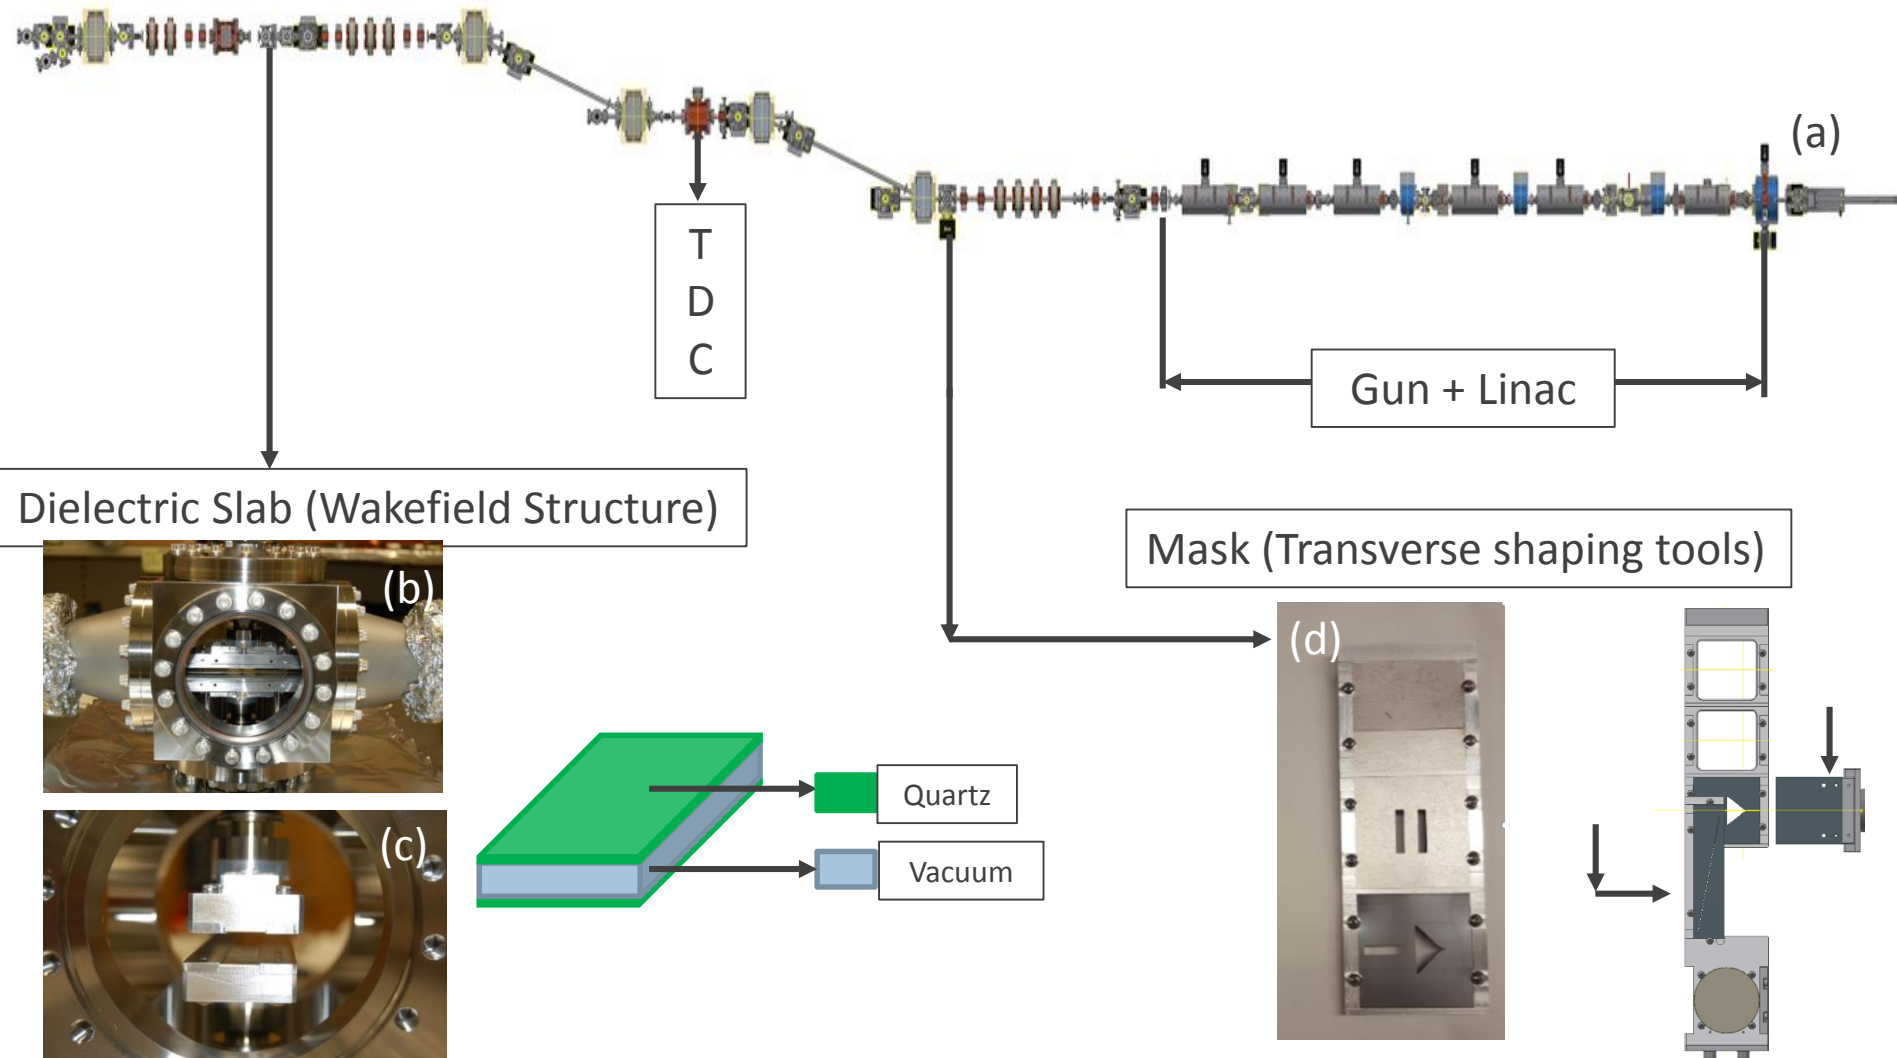 (a)
T
D
C
Gun + Linac
Dielectric Slab (Wakefield Structure)
Mask (Transverse shaping tools)
(b)
(d)
Quartz
(c)
Vacuum